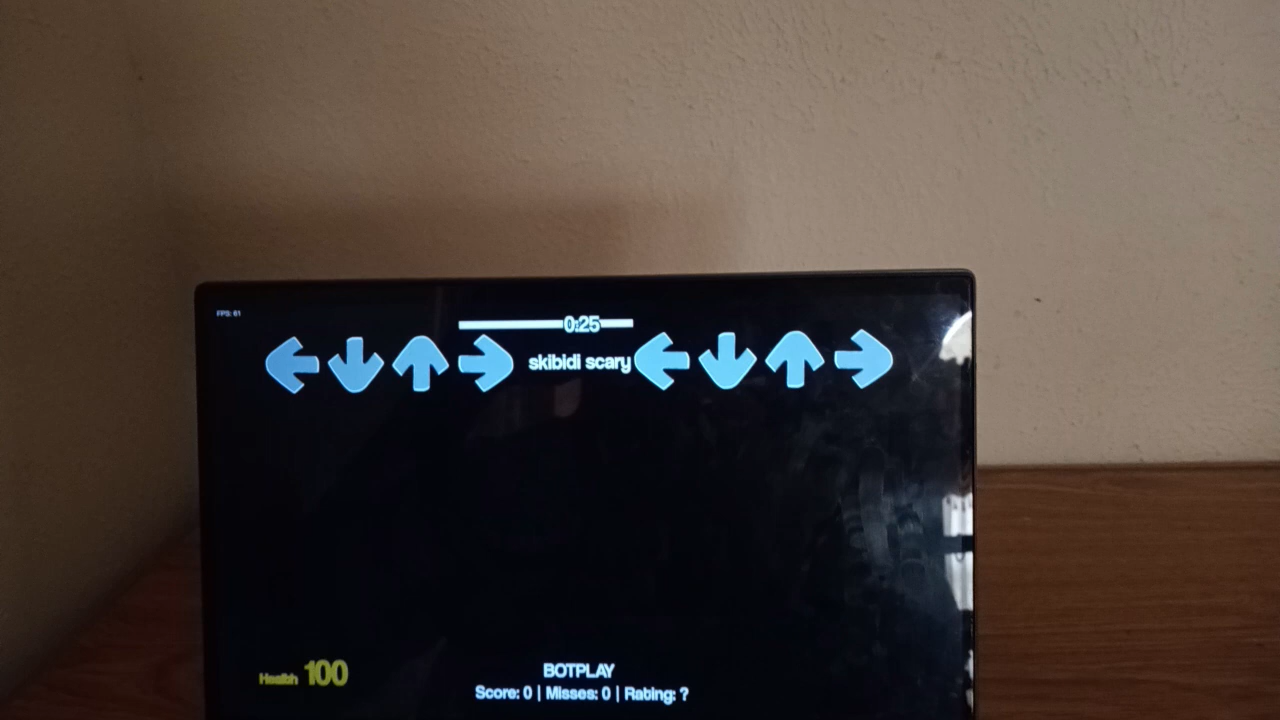 FPS: 61
0:25
skibidi scary
Health 100
BOTPLAY
Score: 0 | Misses: 0 | Rating: ?